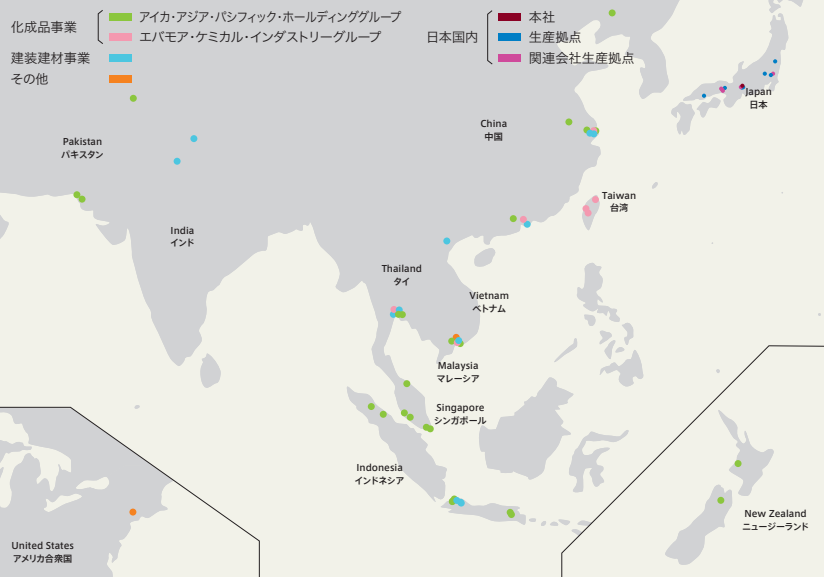 化成品事業
アイカ・アジア・パシフィック・ホールディンググループ
エバモア・ケミカル・インダストリーグループ
建装建材事業
その他
日本国内
本社
生産拠点
関連会社生産拠点
Japan
日本
China
中国
Pakistan
パキスタン
Taiwan
台湾
India
インド
Thailand
タイ
Vietnam
ベトナム
Malaysia
マレーシア
Singapore
シンガポール
Indonesia
インドネシア
New Zealand
ニュージーランド
United States
アメリカ合衆国